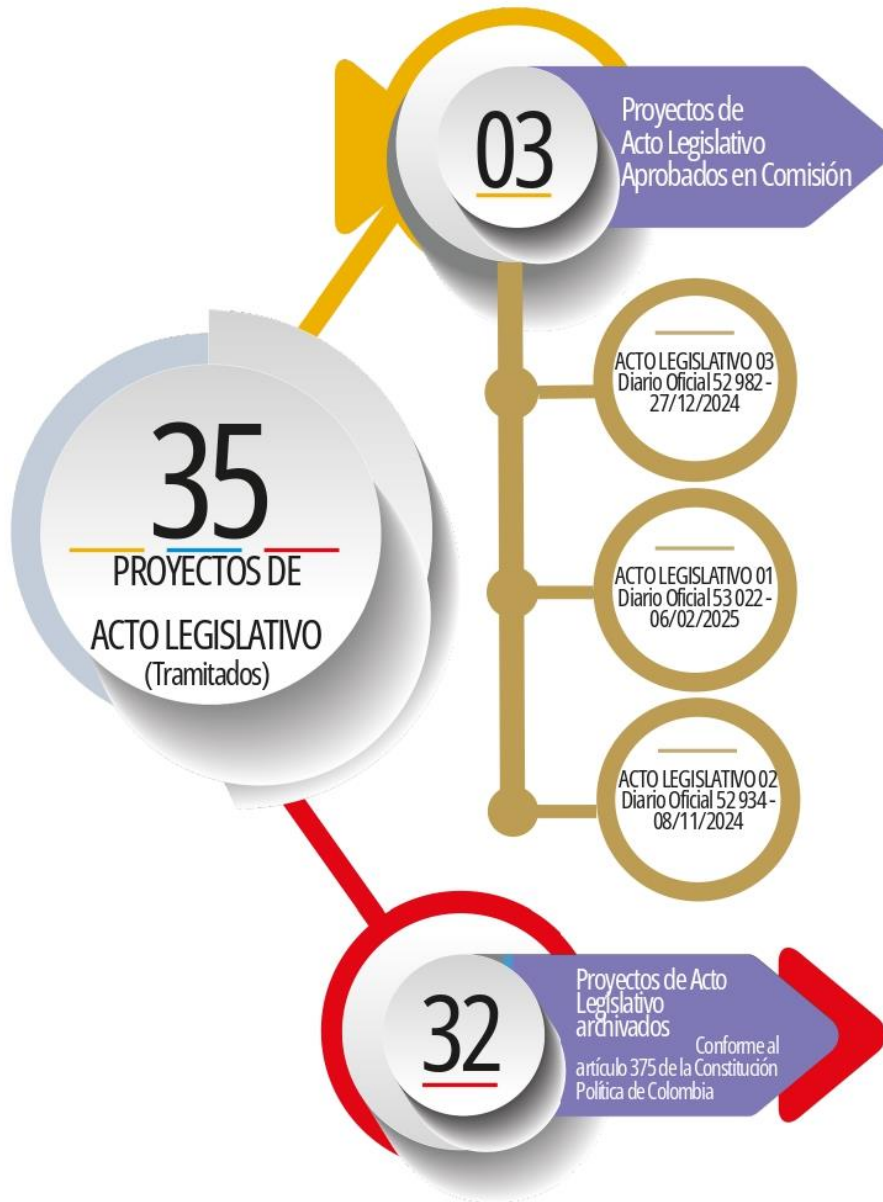 03
Proyectos de
Acto Legislativo
Aprobados en Comisión
ACTO LEGISLATIVO 03
Diario Oficial 52 982 -
27/12/2024
35
PROYECTOS DE
ACTO LEGISLATIVO
(Tramitados)
ACTO LEGISLATIVO 01
Diario Oficial 53 022 -
06/02/2025
ACTO LEGISLATIVO 02
Diario Oficial 52 934 -
08/11/2024
32
Proyectos de Acto
Legislativo
archivados
Conforme al
artículo 375 de la Constitución
Política de Colombia